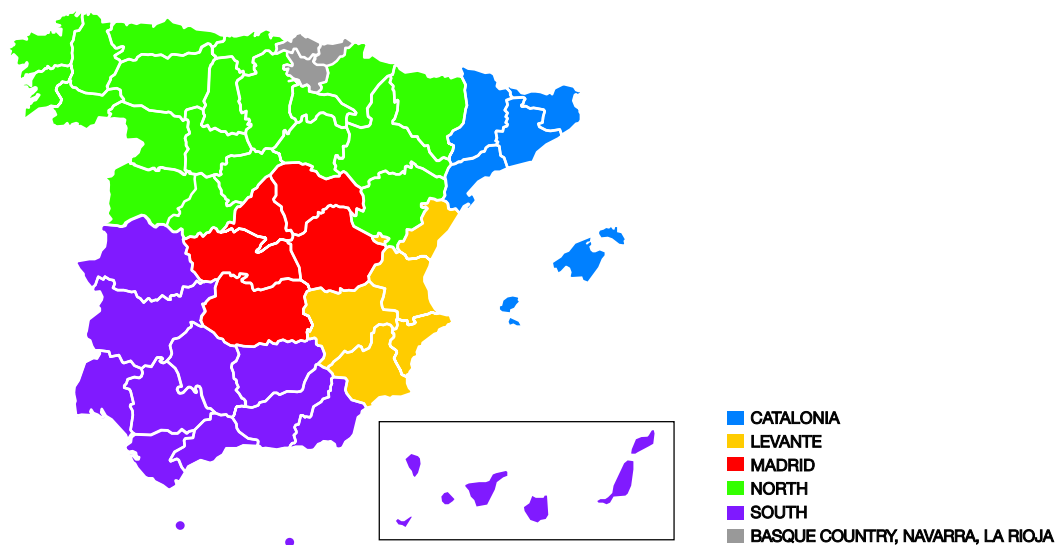 CATALONIA
LEVANTE
MADRID
NORTH
SOUTH
BASQUE COUNTRY, NAVARRA, LA RIOJA